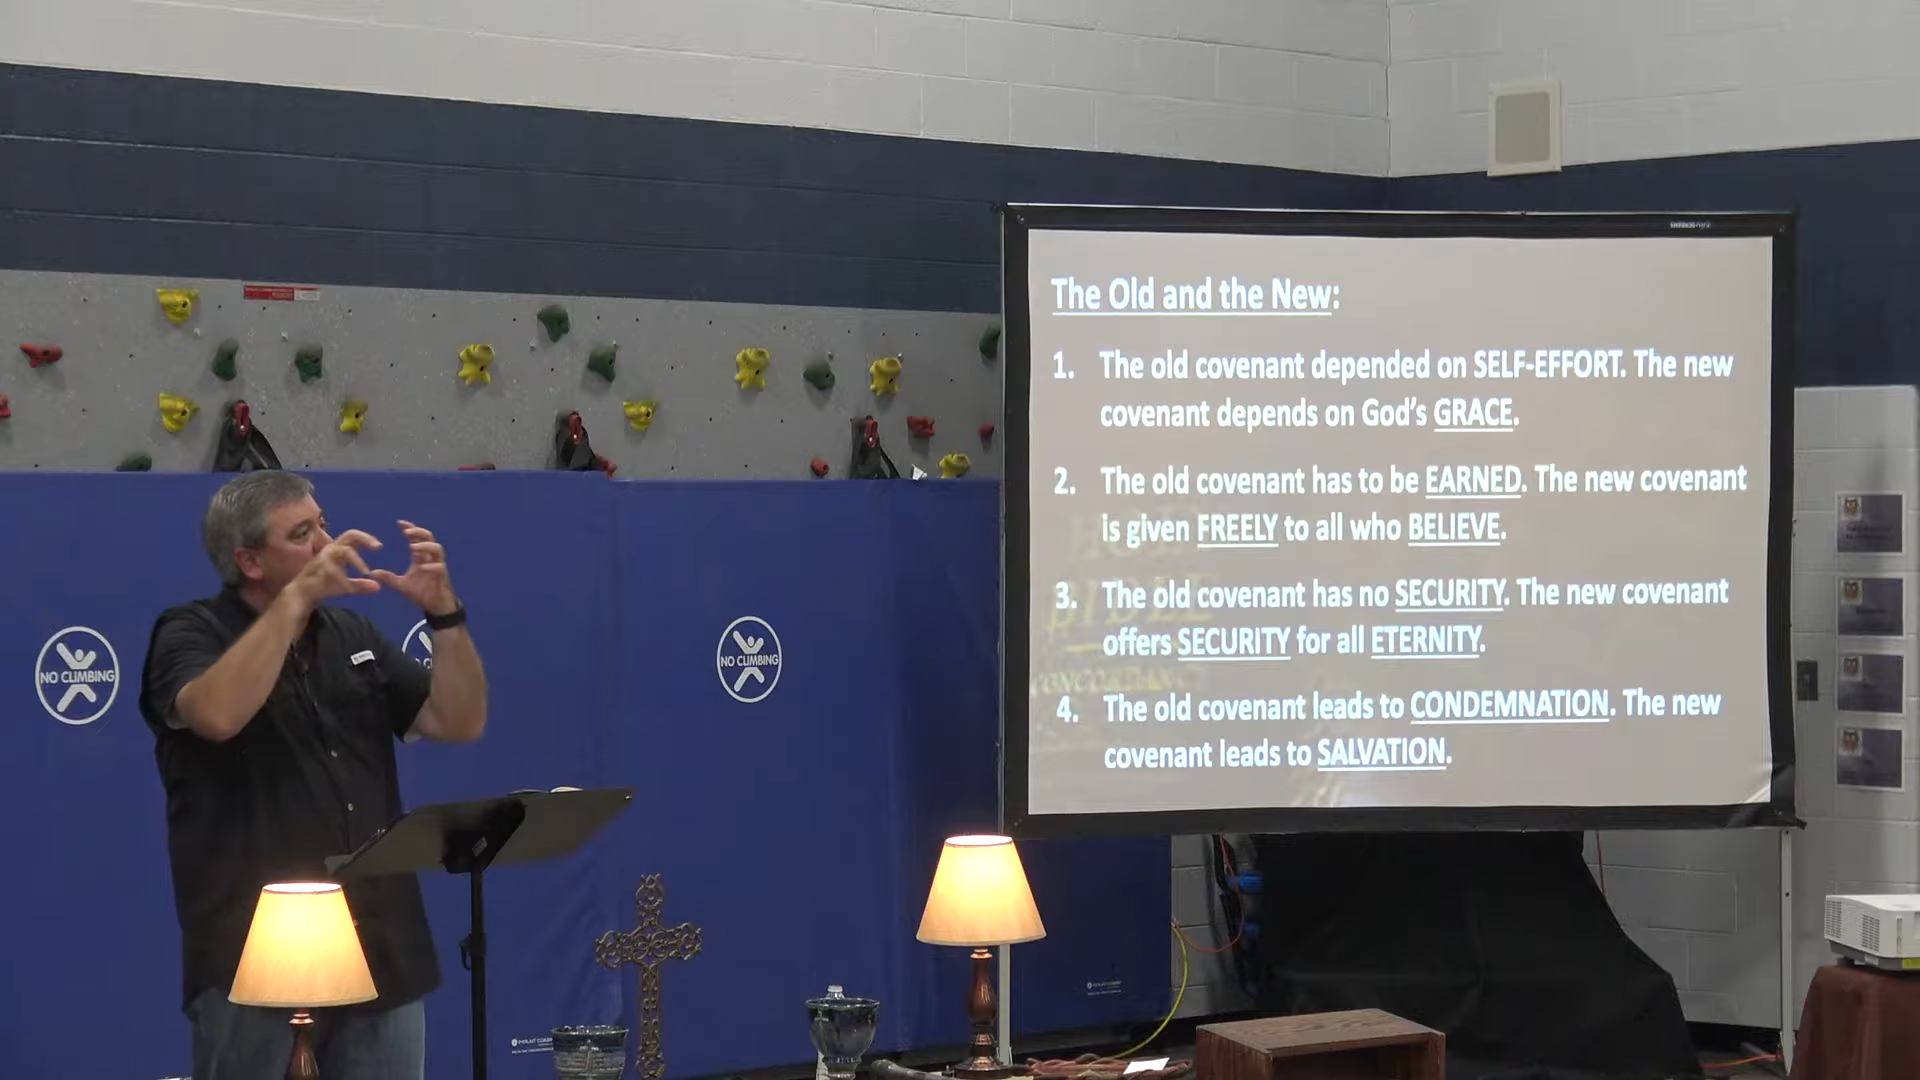 The Old and the New:
1. The old covenant depended on SELF-EFFORT. The new
covenant depends on God's GRACE.
2. The old covenant has to be EARNED. The new covenant
is given FREELY to all who BELIEVE.
3. The old covenant has no SECURITY. The new covenant
offers SECURITY for all ETERNITY.
4. The old covenant leads to CONDEMNATION. The new
covenant leads to SALVATION.
HOLY
BIBLE
CONCORDANC
NO CLIMBING
NO CLIMBING